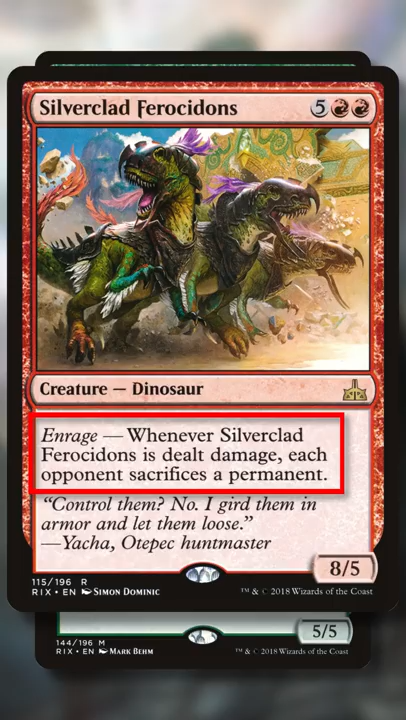 Silverclad Ferocidons 5
Creature — Dinosaur
Enrage — Whenever Silverclad
Ferocidons is dealt damage, each
opponent sacrifices a permanent.
“Control them? No. I gird them in
armor and let them loose.”
—Yacha, Otepec huntmaster
8/5
115/196 R
RIX • EN Simon Dominic
™ & © 2018 Wizards of the Coast
5/5
144/196 M
RIX • EN Mark Behm
™ & © 2018 Wizards of the Coast